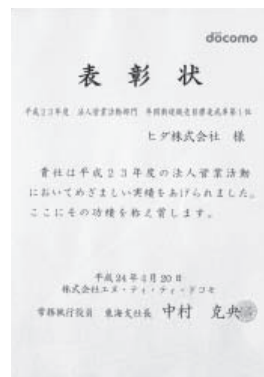 docomo
表彰状
平成23年度 法人営業活動部門 年間新規販売目標達成率第1位
ヒダ株式会社 様
貴社は平成23年度の法人営業活動
においてめざましい実績をあげられました。
ここにその功績を称え賞します。
平成24年4月20日
株式会社エヌ・ティ・ティ・ドコモ
常務執行役員 東海支社長 中村 克央